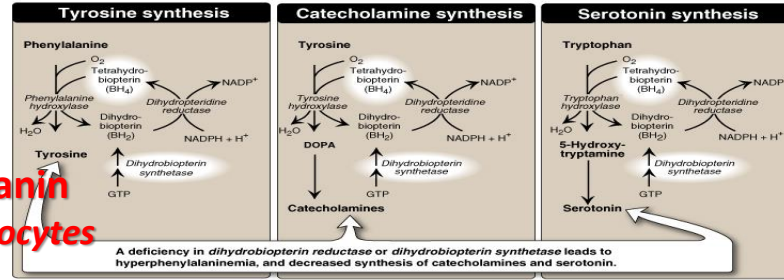 Tyrosine synthesis
Phenylalanine
O2
Tetrahydro-
biopterin
(BH4)
NADP+
Phenylalanine
hydroxylase
Dihydropteridine
reductase
H2O
Dihydro-
biopterin
(BH2)
NADPH + H+
Tyrosine
Dihydrobiopterin
synthetase
GTP
Catecholamine synthesis
Tyrosine
O2
Tetrahydro-
biopterin
(BH4)
NADP+
Tyrosine
hydroxylase
Dihydropteridine
reductase
H2O
Dihydro-
biopterin
(BH2)
NADPH + H+
DOPA
Dihydrobiopterin
synthetase
GTP
Catecholamines
Serotonin synthesis
Tryptophan
O2
Tetrahydro-
biopterin
(BH4)
NADP
Tryptophan
hydroxylase
Dihydropteridine
reductase
H2O
Dihydro-
biopterin
(BH2)
NADPH + H+
5-Hydroxy-
tryptamine
Dihydrobiopterin
synthetase
GTP
Serotonin
anin
ocytes
A deficiency in dihydrobiopterin reductase or dihydrobiopterin synthetase leads to
hyperphenylalaninemia, and decreased synthesis of catecholamines and serotonin.